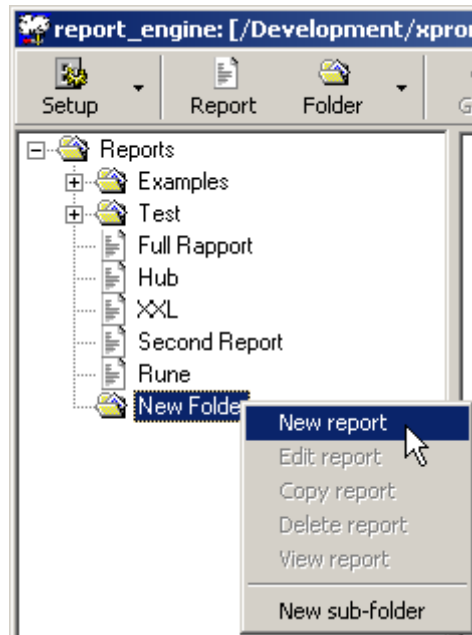 report_engine: [/Development/xpro
Setup Report Folder
Reports
Examples
Test
Full Rapport
Hub
XXL
Second Report
Rune
New Folde
New report
Edit report
Copy report
Delete report
View report
New sub-folder